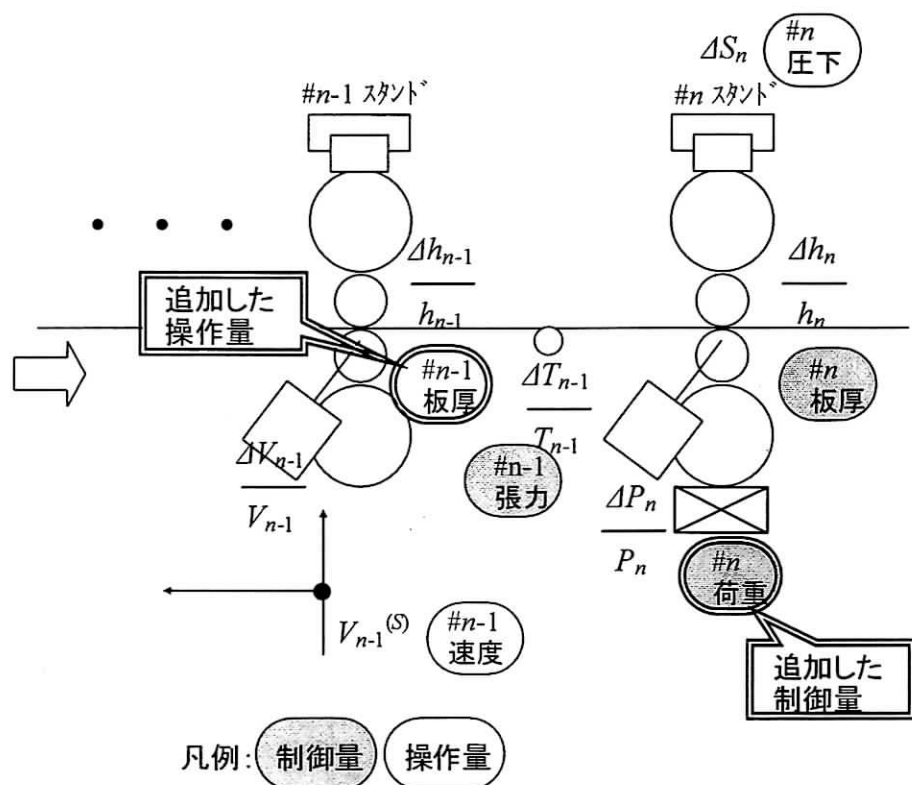 ΔSn
#n
圧下
#n-1 スタンド
#n スタンド
• • •
Δhn-1
hn-1
Δhn
hn
追加した
操作量
#n-1
板厚
ΔTn-1
Tn-1
#n
板厚
#n-1
張力
ΔVn-1
Vn-1
ΔPn
Pn
#n
荷重
Vn-1(S)
#n-1
速度
追加した
制御量
凡例:
制御量
操作量